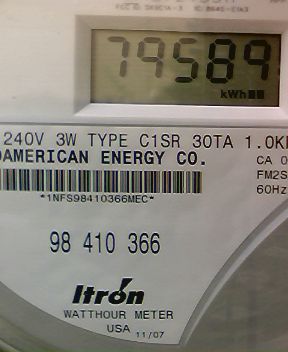 79589
kWh
240V 3W TYPE C1SR 30TA 1.0K
AMERICAN ENERGY CO.
CA 0
FM2S
60Hz
*1NFS98410366MEC*
98 410 366
Itrón
WATTHOUR METER
USA 11/07